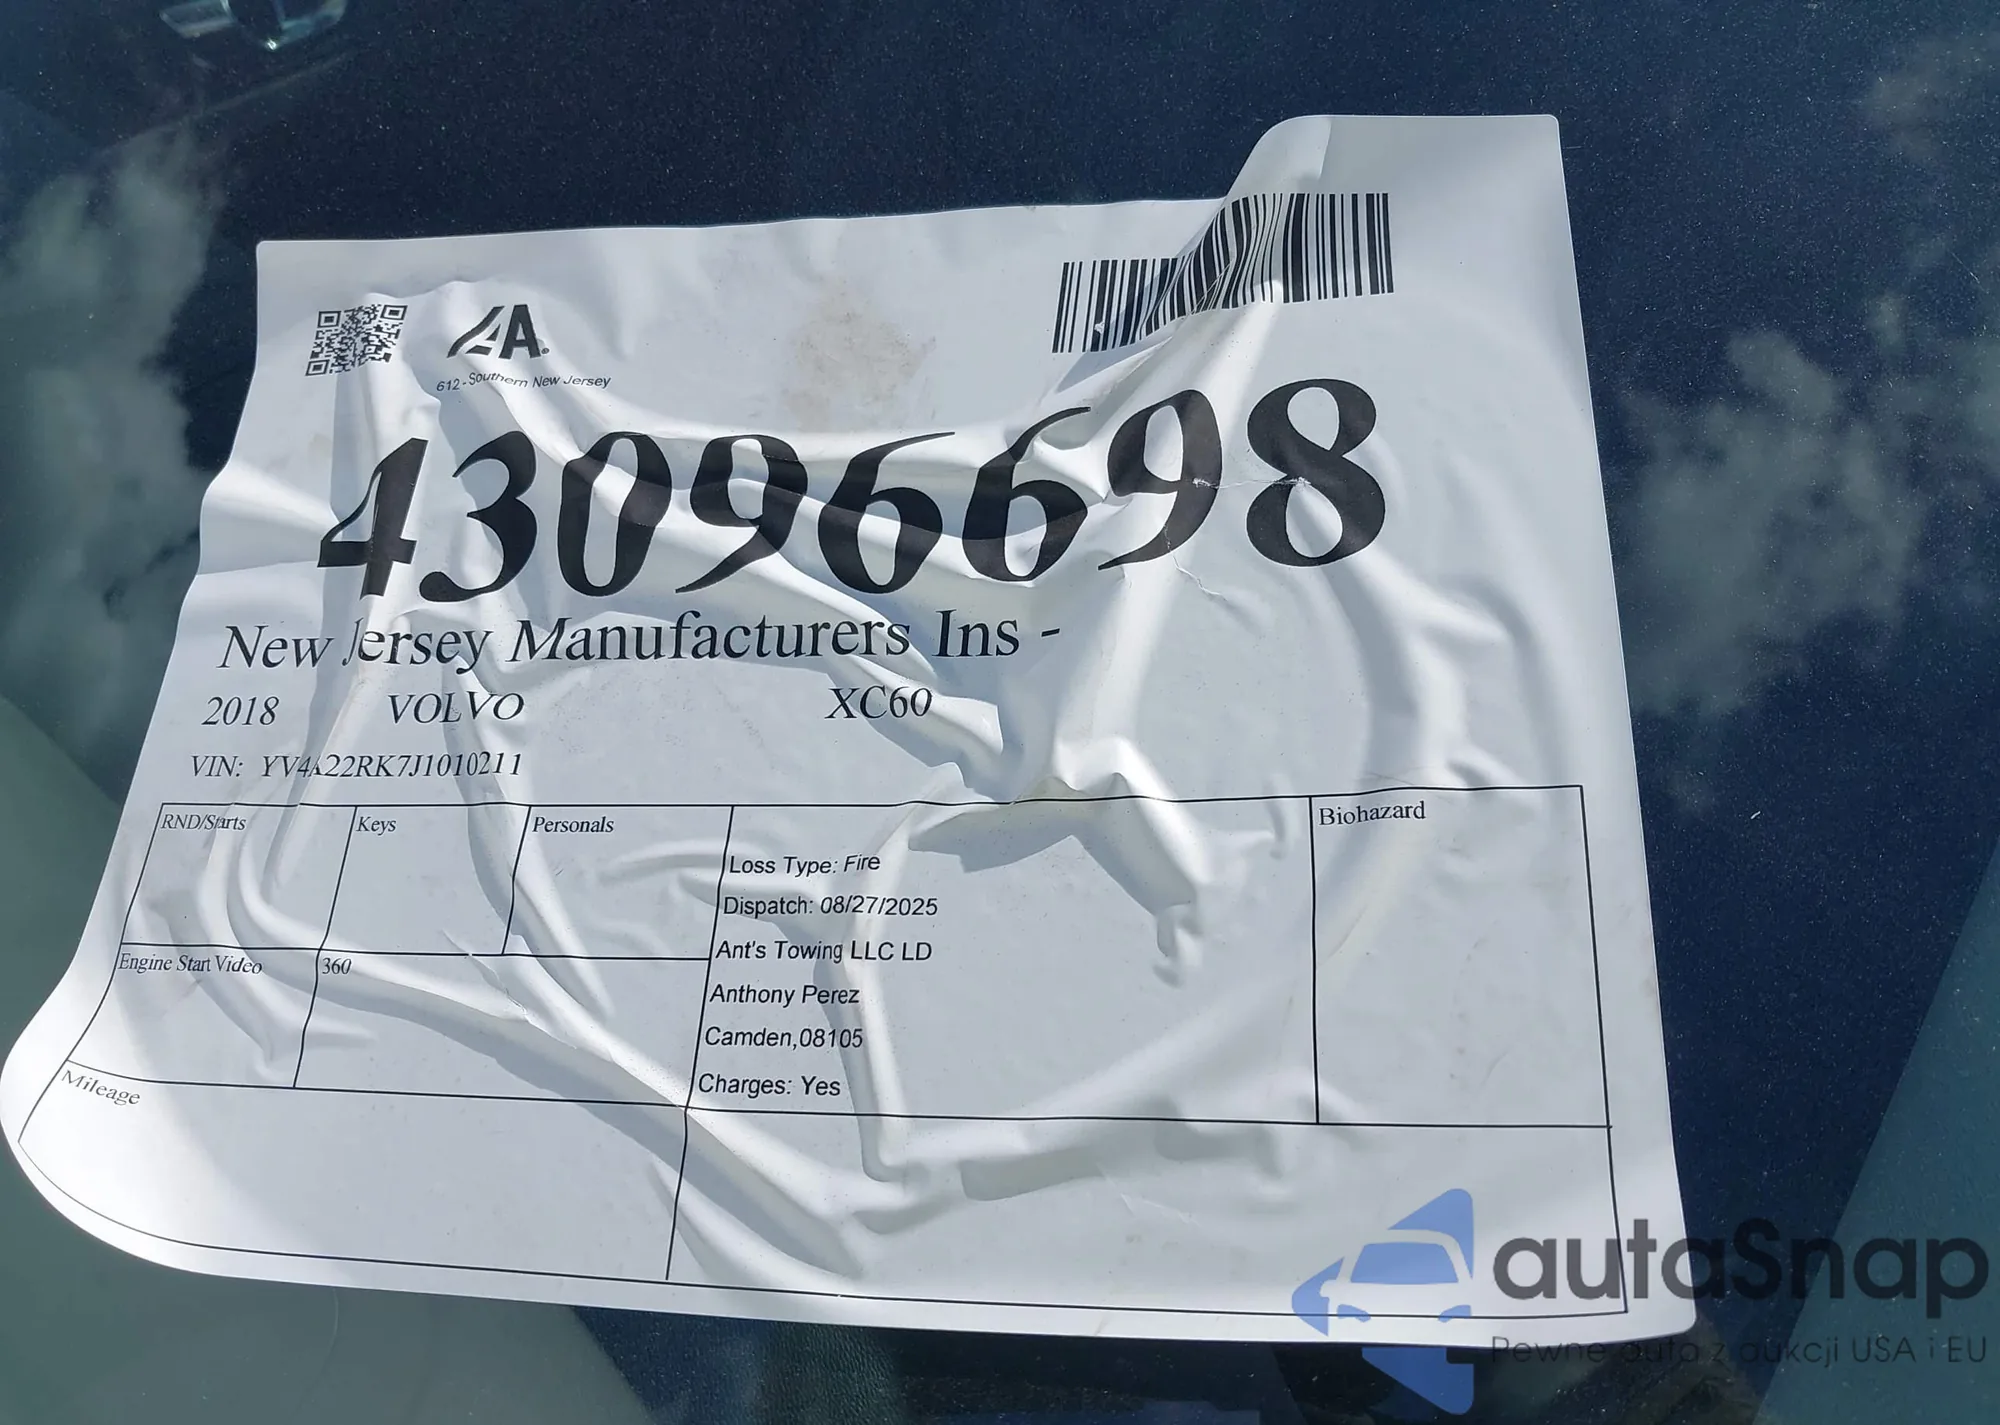 IAA
612-Southern New Jersey
43096698
New Jersey Manufacturers Ins -
2018 VOLVO XC60
VIN: YV4A22RK7J1010211
RND/Starts Keys Personals Biohazard
Loss Type: Fire
Dispatch: 08/27/2025
Ant's Towing LLC LD
Engine Start Video 360
Anthony Perez
Camden,08105
Charges: Yes
Mileage
autaSnap
Pewne auta z aukcji USA i EU